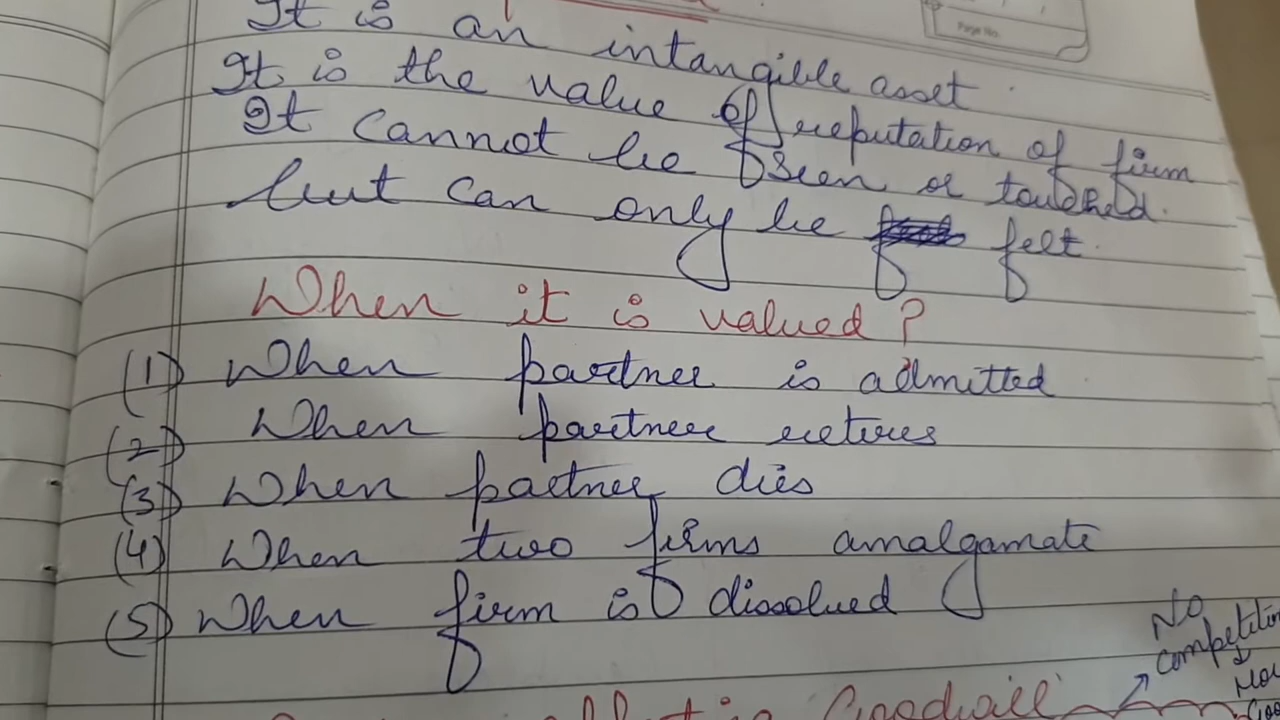 Page No.
It is an intangible asset.
It is the value of reputation of firm
It cannot be seen or touched.
but can only be felt.
When it is valued?
(1) When partner is admitted
(2) When partner retires
(3) When partner dies
(4) When two firms amalgamate
(5) When firm is dissolved
No
competition
Goodwill